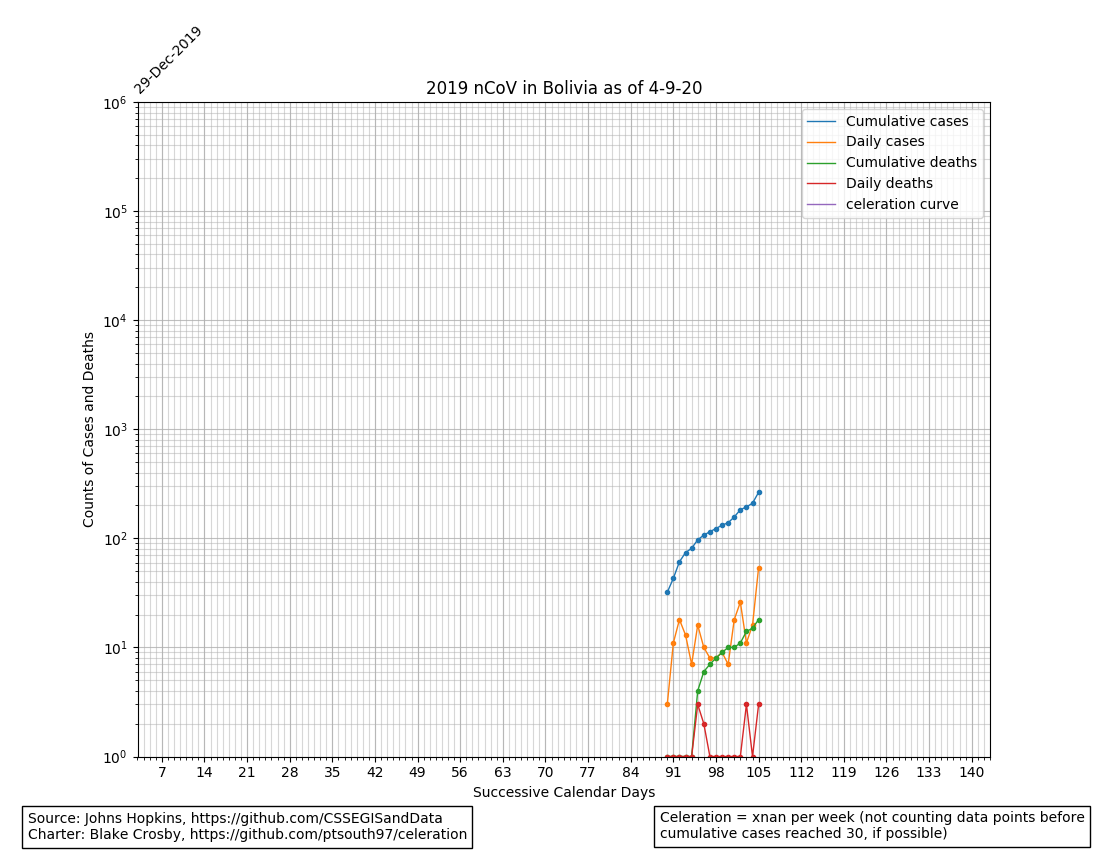 29-Dec-2019
2019 nCoV in Bolivia as of 4-9-20
Cumulative cases
Daily cases
Cumulative deaths
Daily deaths
celeration curve
10^6
10^5
10^4
10^3
10^2
10^1
10^0
Counts of Cases and Deaths
7 14 21 28 35 42 49 56 63 70 77 84 91 98 105 112 119 126 133 140
Successive Calendar Days
Source: Johns Hopkins, https://github.com/CSSEGISandData
Charter: Blake Crosby, https://github.com/ptsouth97/celeration
Celeration = xnan per week (not counting data points before
cumulative cases reached 30, if possible)